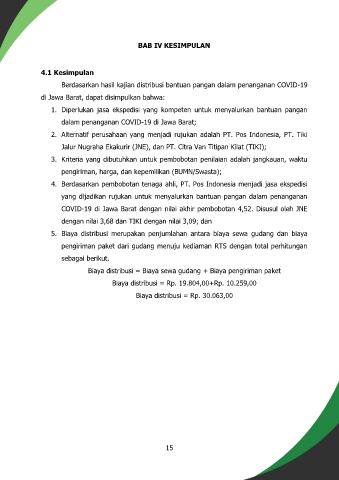 BAB IV KESIMPULAN
4.1 Kesimpulan
Berdasarkan hasil kajian distribusi bantuan pangan dalam penanganan COVID-19
di Jawa Barat, dapat disimpulkan bahwa:
1. Diperlukan jasa ekspedisi yang kompeten untuk menyalurkan bantuan pangan
dalam penanganan COVID-19 di Jawa Barat;
2. Alternatif perusahaan yang menjadi rujukan adalah PT. Pos Indonesia, PT. Tiki
Jalur Nugraha Ekakurir (JNE), dan PT. Citra Van Titipan Kilat (TIKI);
3. Kriteria yang dibutuhkan untuk pembobotan penilaian adalah jangkauan, waktu
pengiriman, harga, dan kepemilikan (BUMN/Swasta);
4. Berdasarkan pembobotan tenaga ahli, PT. Pos Indonesia menjadi jasa ekspedisi
yang dijadikan rujukan untuk menyalurkan bantuan pangan dalam penanganan
COVID-19 di Jawa Barat dengan nilai akhir pembobotan 4,52. Disusul oleh JNE
dengan nilai 3,68 dan TIKI dengan nilai 3,09; dan
5. Biaya distribusi merupakan penjumlahan antara biaya sewa gudang dan biaya
pengiriman paket dari gudang menuju kediaman RTS dengan total perhitungan
sebagai berikut.
Biaya distribusi = Biaya sewa gudang + Biaya pengiriman paket
Biaya distribusi = Rp. 19.804,00+Rp. 10.259,00
Biaya distribusi = Rp. 30.063,00
15